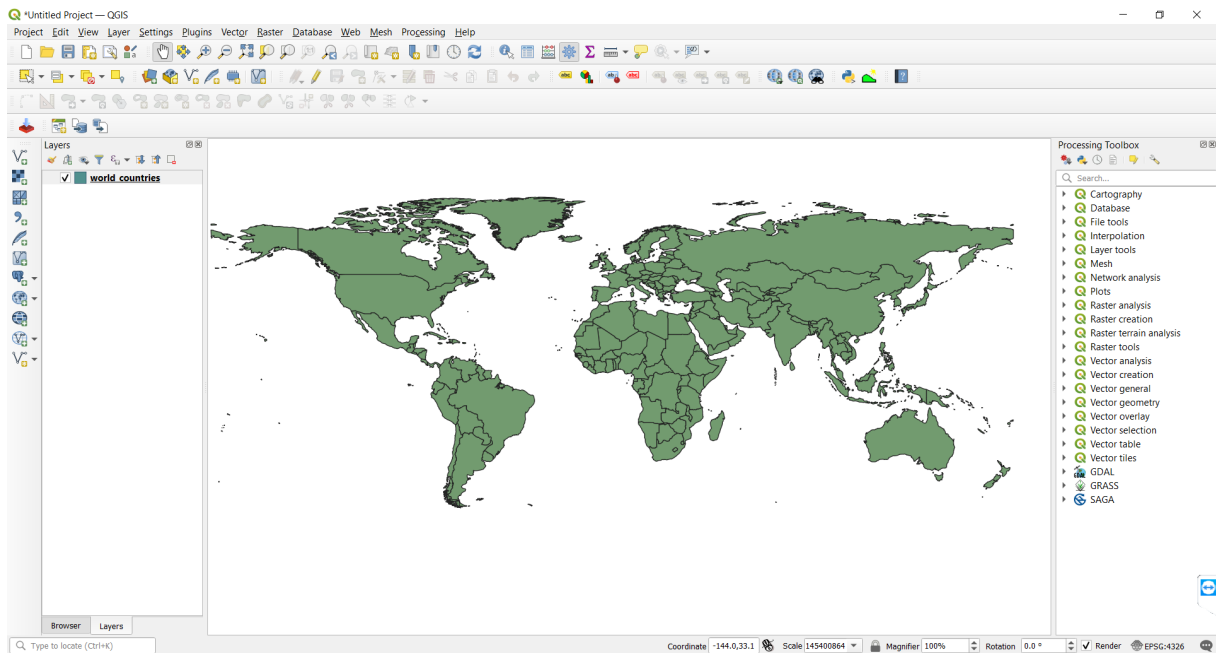 *Untitled Project — QGIS
Project Edit View Layer Settings Plugins Vector Raster Database Web Mesh Processing Help
Layers
world_countries
Browser Layers
Processing Toolbox
Search...
Cartography
Database
File tools
Interpolation
Layer tools
Mesh
Network analysis
Plots
Raster analysis
Raster creation
Raster terrain analysis
Raster tools
Vector analysis
Vector creation
Vector general
Vector geometry
Vector overlay
Vector selection
Vector table
Vector tiles
GDAL
GRASS
SAGA
Type to locate (Ctrl+K) Coordinate -144.0,33.1 Scale 145400864 Magnifier 100% Rotation 0.0 ° Render EPSG:4326